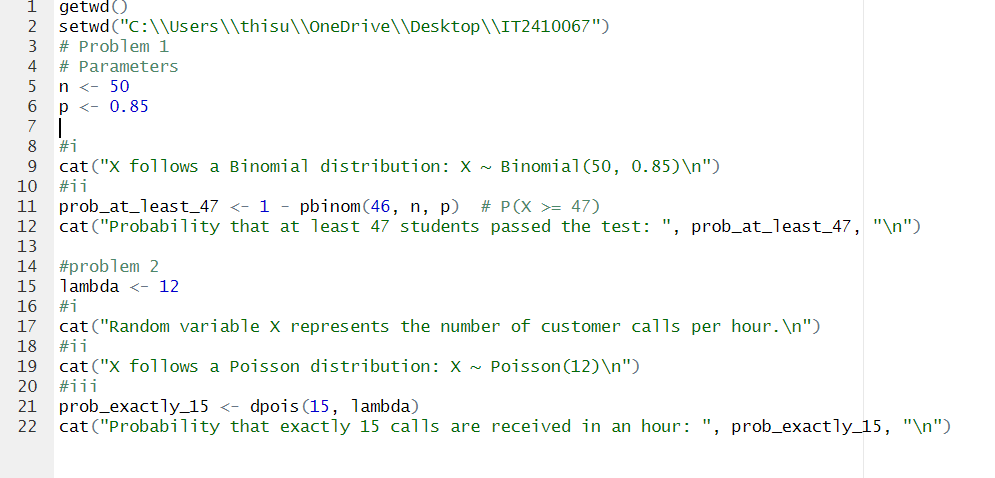 1 getwd()
2 setwd("C:\\Users\\thisu\\OneDrive\\Desktop\\IT2410067")
3 # Problem 1
4 # Parameters
5 n <- 50
6 p <- 0.85
7
8 #i
9 cat("X follows a Binomial distribution: X ~ Binomial(50, 0.85)\n")
10 #ii
11 prob_at_least_47 <- 1 - pbinom(46, n, p)  # P(X >= 47)
12 cat("Probability that at least 47 students passed the test: ", prob_at_least_47, "\n")
13
14 #problem 2
15 lambda <- 12
16 #i
17 cat("Random variable X represents the number of customer calls per hour.\n")
18 #ii
19 cat("X follows a Poisson distribution: X ~ Poisson(12)\n")
20 #iii
21 prob_exactly_15 <- dpois(15, lambda)
22 cat("Probability that exactly 15 calls are received in an hour: ", prob_exactly_15, "\n")